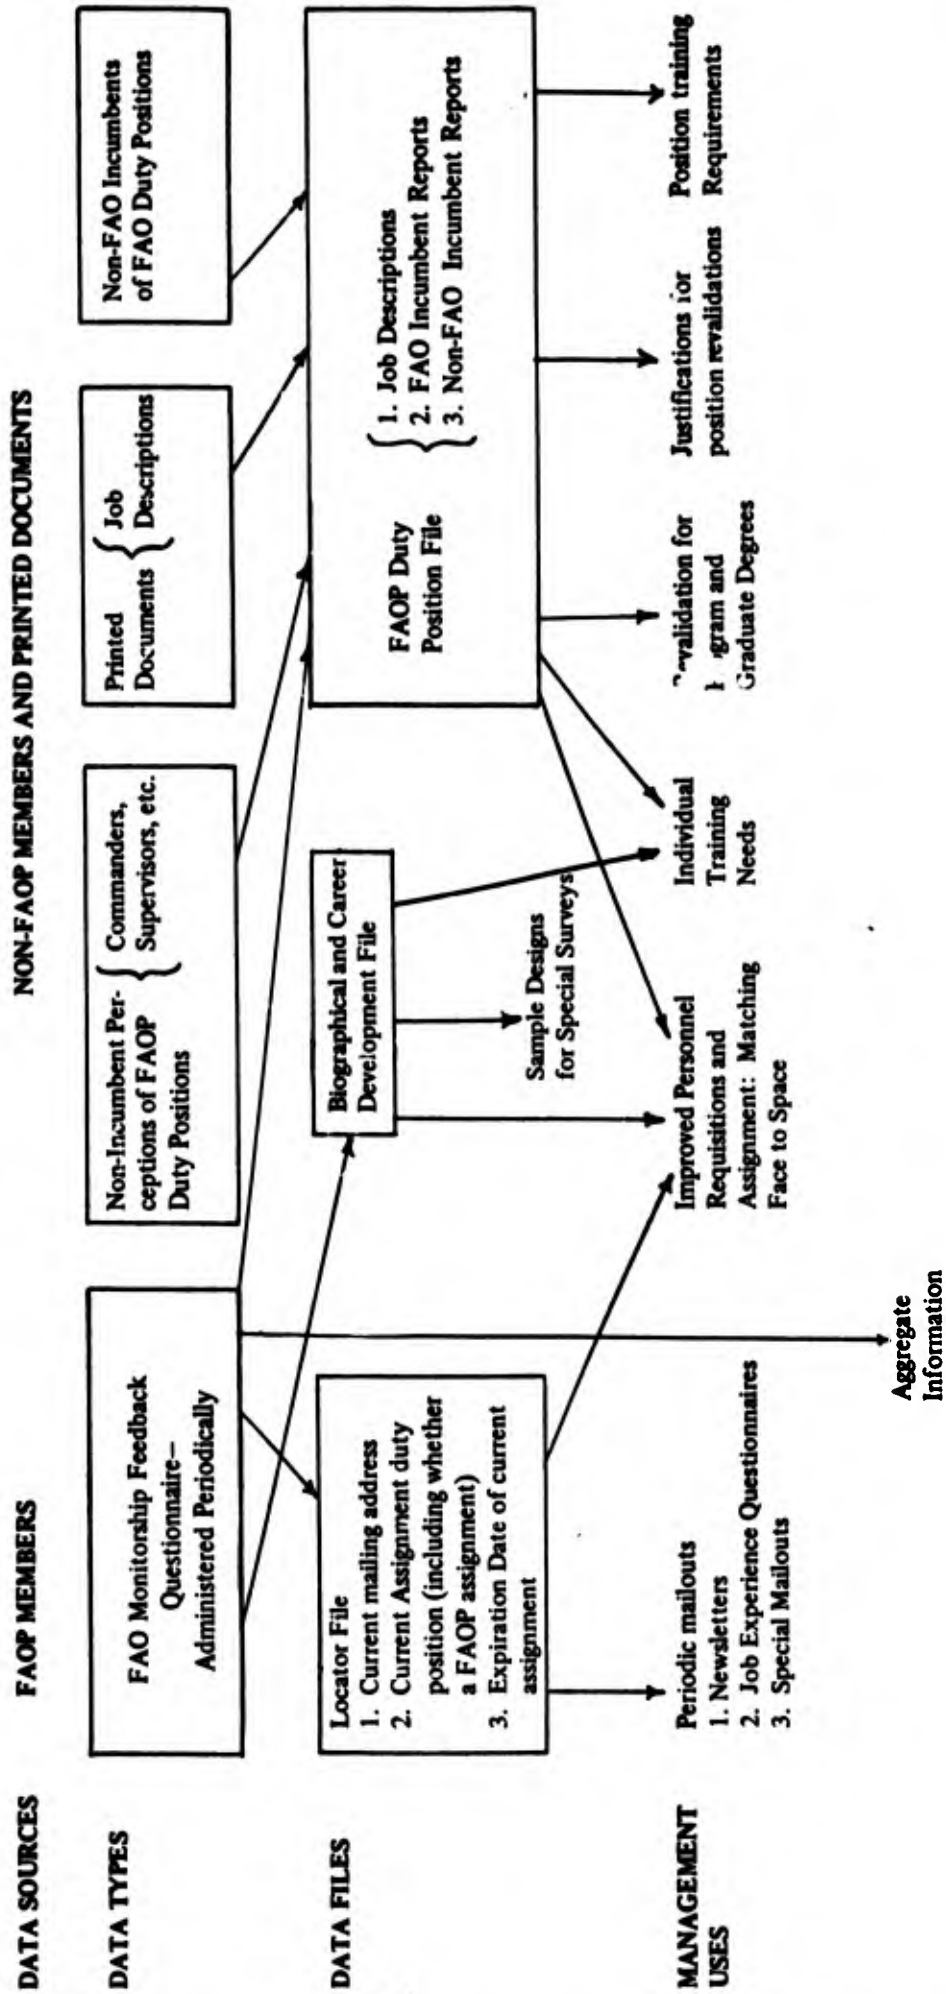 DATA SOURCES
FAOP MEMBERS
NON-FAOP MEMBERS AND PRINTED DOCUMENTS
DATA TYPES
FAO Monitorship Feedback
Questionnaire—
Administered Periodically
Non-Incumbent Per-
ceptions of FAOP
Duty Positions
Commanders,
Supervisors, etc.
Printed
Documents
Job
Descriptions
Non-FAO Incumbents
of FAO Duty Positions
DATA FILES
Locator File
1. Current mailing address
2. Current Assignment duty
position (including whether
a FAOP assignment)
3. Expiration Date of current
assignment
Biographical and Career
Development File
Sample Designs
for Special Surveys
FAOP Duty
Position File
1. Job Descriptions
2. FAO Incumbent Reports
3. Non-FAO Incumbent Reports
MANAGEMENT
USES
Periodic mailouts
1. Newsletters
2. Job Experience Questionnaires
3. Special Mailouts
Aggregate
Information
Improved Personnel
Requisitions and
Assignment: Matching
Face to Space
Individual
Training
Needs
for
and
Graduate Degrees
Justifications for
position revalidations
Position training
Requirements